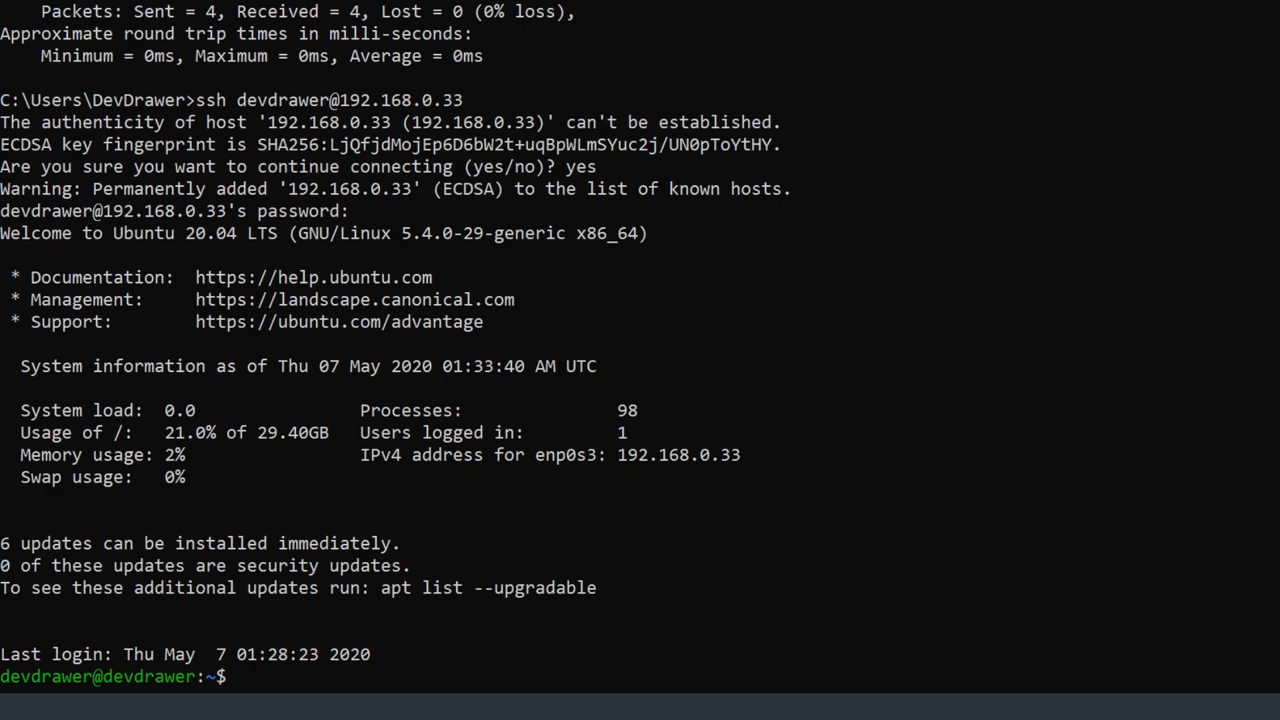 Packets: Sent = 4, Received = 4, Lost = 0 (0% loss),
Approximate round trip times in milli-seconds:
Minimum = 0ms, Maximum = 0ms, Average = 0ms
C:\Users\DevDrawer>ssh devdrawer@192.168.0.33
The authenticity of host '192.168.0.33 (192.168.0.33)' can't be established.
ECDSA key fingerprint is SHA256:LjQfjdMojEp6D6bW2t+uqBpWLmSYuc2j/UN0pToYtHY.
Are you sure you want to continue connecting (yes/no)? yes
Warning: Permanently added '192.168.0.33' (ECDSA) to the list of known hosts.
devdrawer@192.168.0.33's password:
Welcome to Ubuntu 20.04 LTS (GNU/Linux 5.4.0-29-generic x86_64)
* Documentation:  https://help.ubuntu.com
* Management:     https://landscape.canonical.com
* Support:        https://ubuntu.com/advantage
System information as of Thu 07 May 2020 01:33:40 AM UTC
System load:  0.0               Processes:               98
Usage of /:   21.0% of 29.40GB   Users logged in:         1
Memory usage: 2%                 IPv4 address for enp0s3: 192.168.0.33
Swap usage:   0%
6 updates can be installed immediately.
0 of these updates are security updates.
To see these additional updates run: apt list --upgradable
Last login: Thu May  7 01:28:23 2020
devdrawer@devdrawer:~$